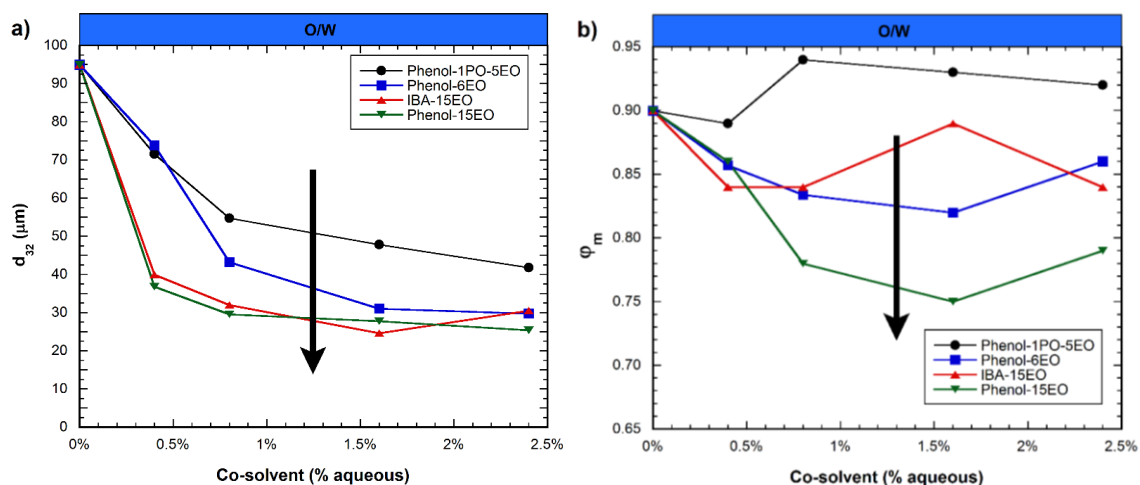 a)
O/W
100
90
80
70
60
50
40
30
20
10
0
d32 (μm)
Phenol-1PO-5EO
Phenol-6EO
IBA-15EO
Phenol-15EO
0% 0.5% 1% 1.5% 2% 2.5%
Co-solvent (% aqueous)
b)
O/W
0.95
0.90
0.85
0.80
0.75
0.70
0.65
φm
Phenol-1PO-5EO
Phenol-6EO
IBA-15EO
Phenol-15EO
0% 0.5% 1% 1.5% 2% 2.5%
Co-solvent (% aqueous)